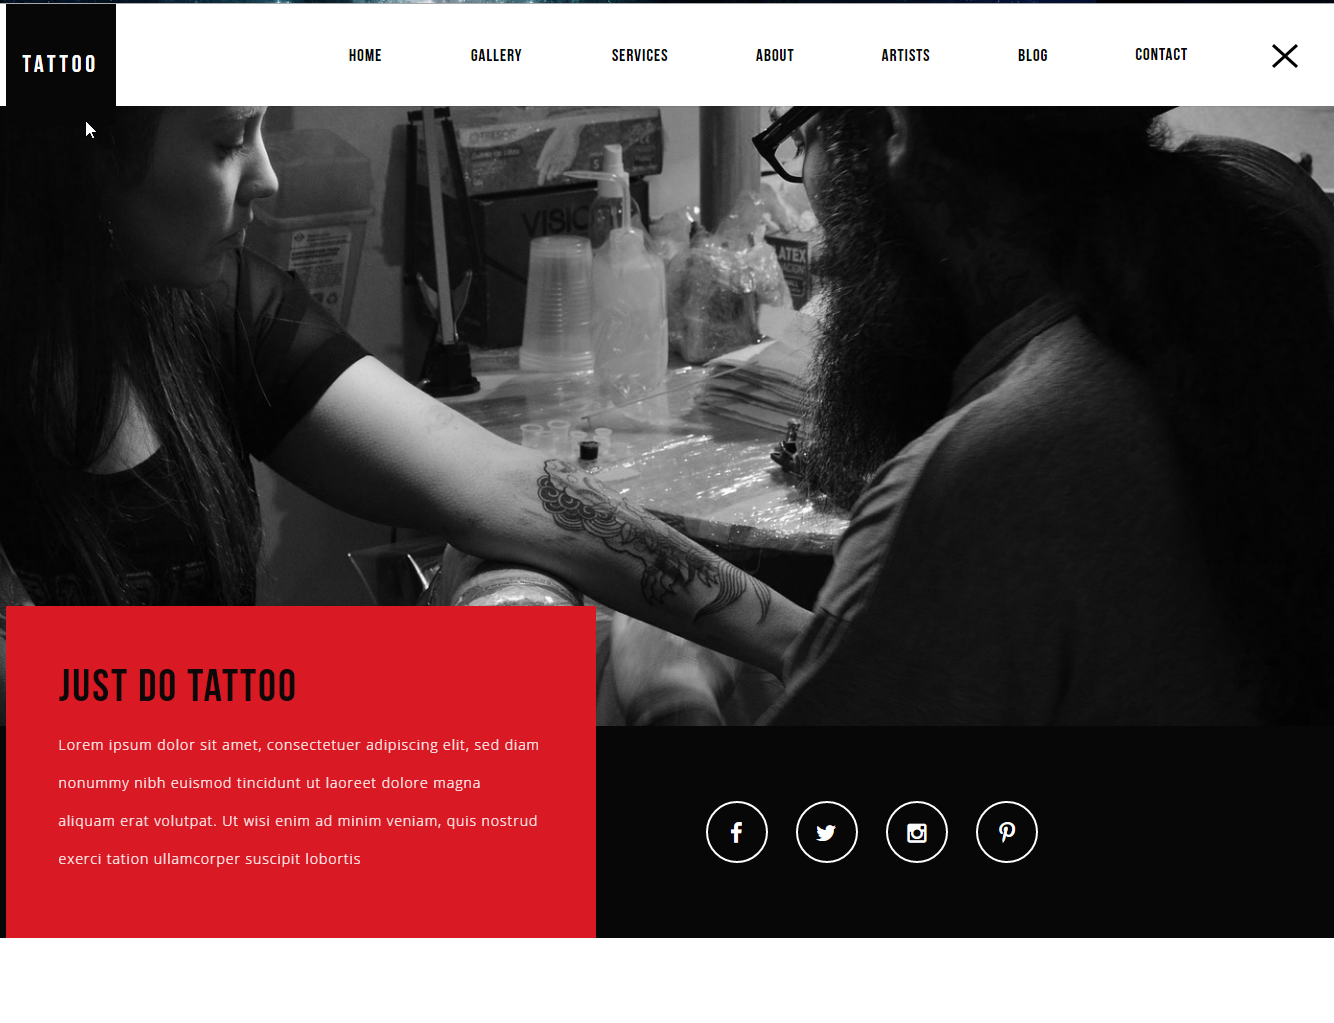 TATTOO
HOME
GALLERY
SERVICES
ABOUT
ARTISTS
BLOG
CONTACT
TRESOR
VISIO
LATEX
JUST DO TATTOO
Lorem ipsum dolor sit amet, consectetuer adipiscing elit, sed diam
nonummy nibh euismod tincidunt ut laoreet dolore magna
aliquam erat volutpat. Ut wisi enim ad minim veniam, quis nostrud
exerci tation ullamcorper suscipit lobortis